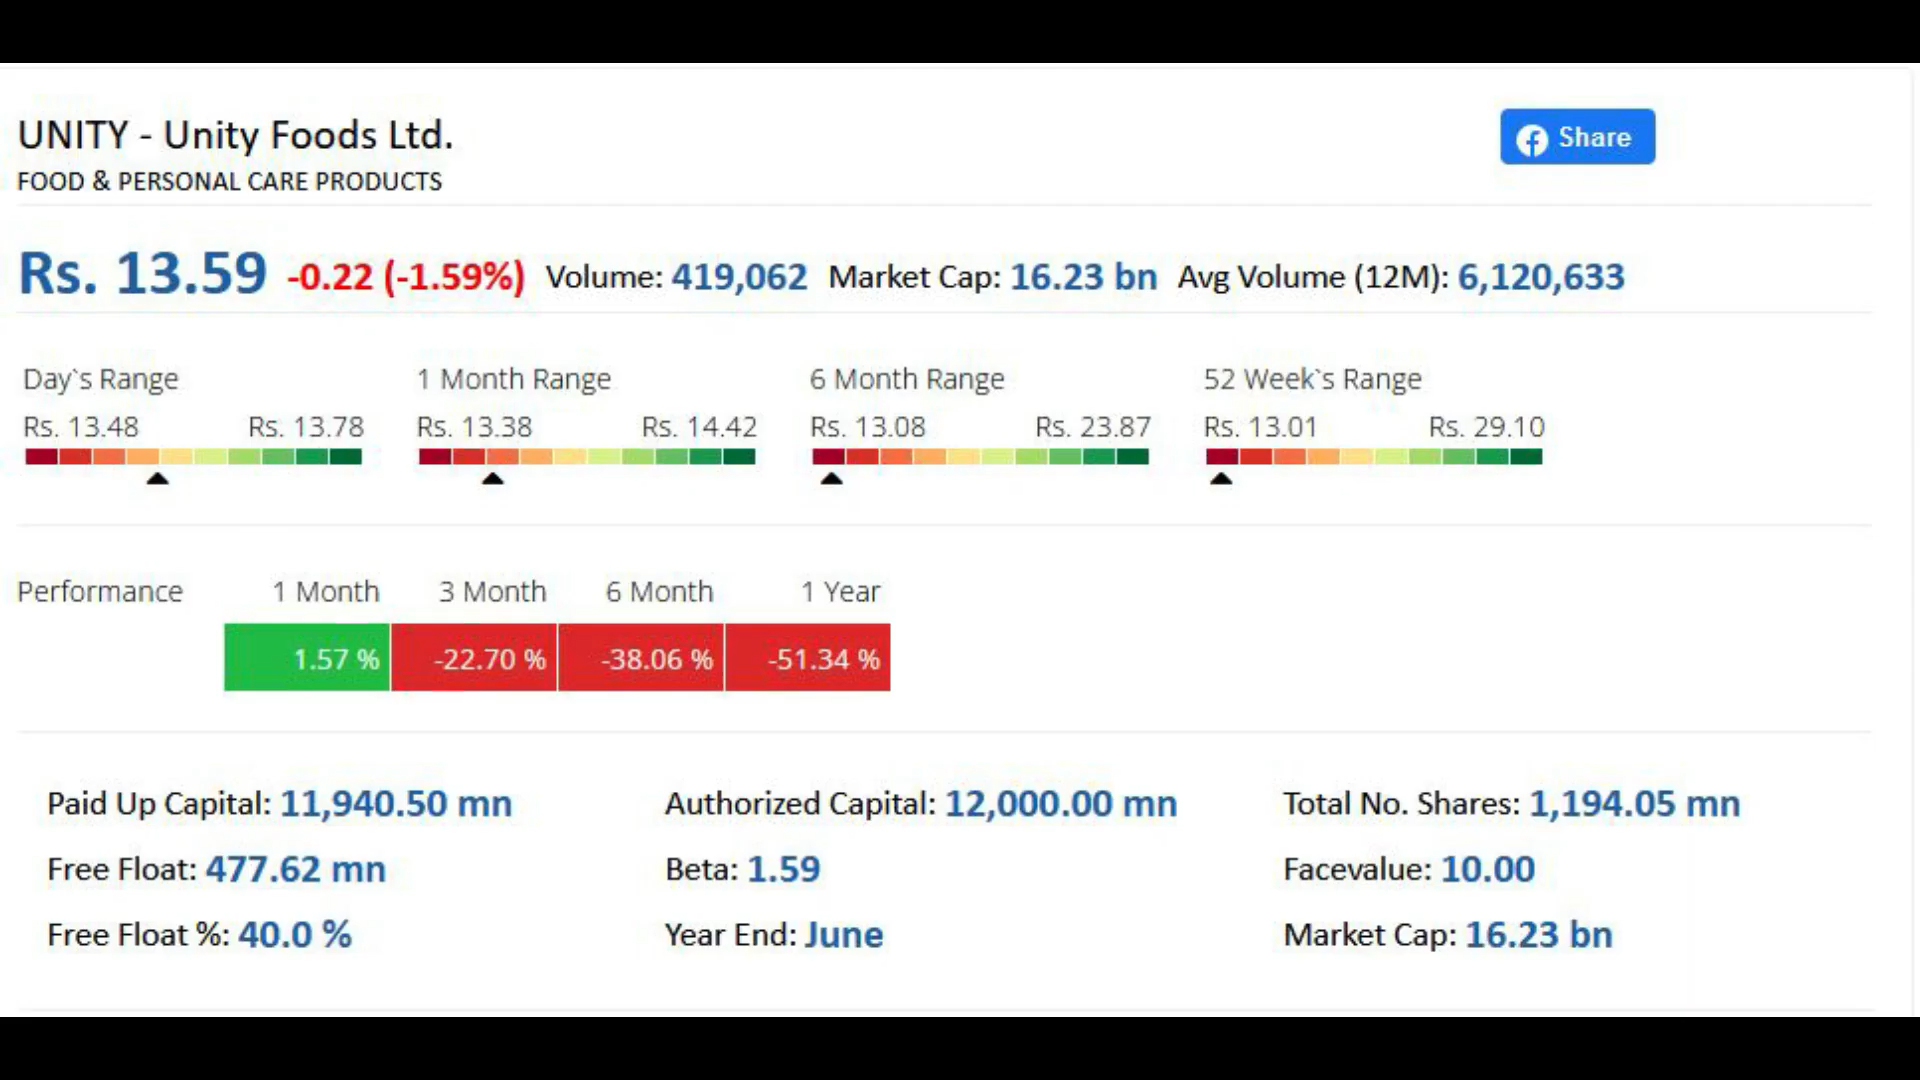 UNITY - Unity Foods Ltd.
Share
FOOD & PERSONAL CARE PRODUCTS
Rs. 13.59 -0.22 (-1.59%) Volume: 419,062 Market Cap: 16.23 bn Avg Volume (12M): 6,120,633
Day`s Range 1 Month Range 6 Month Range 52 Week`s Range
Rs. 13.48 Rs. 13.78 Rs. 13.38 Rs. 14.42 Rs. 13.08 Rs. 23.87 Rs. 13.01 Rs. 29.10
Performance 1 Month 3 Month 6 Month 1 Year
1.57 % -22.70 % -38.06 % -51.34 %
Paid Up Capital: 11,940.50 mn Authorized Capital: 12,000.00 mn Total No. Shares: 1,194.05 mn
Free Float: 477.62 mn Beta: 1.59 Facevalue: 10.00
Free Float %: 40.0 % Year End: June Market Cap: 16.23 bn